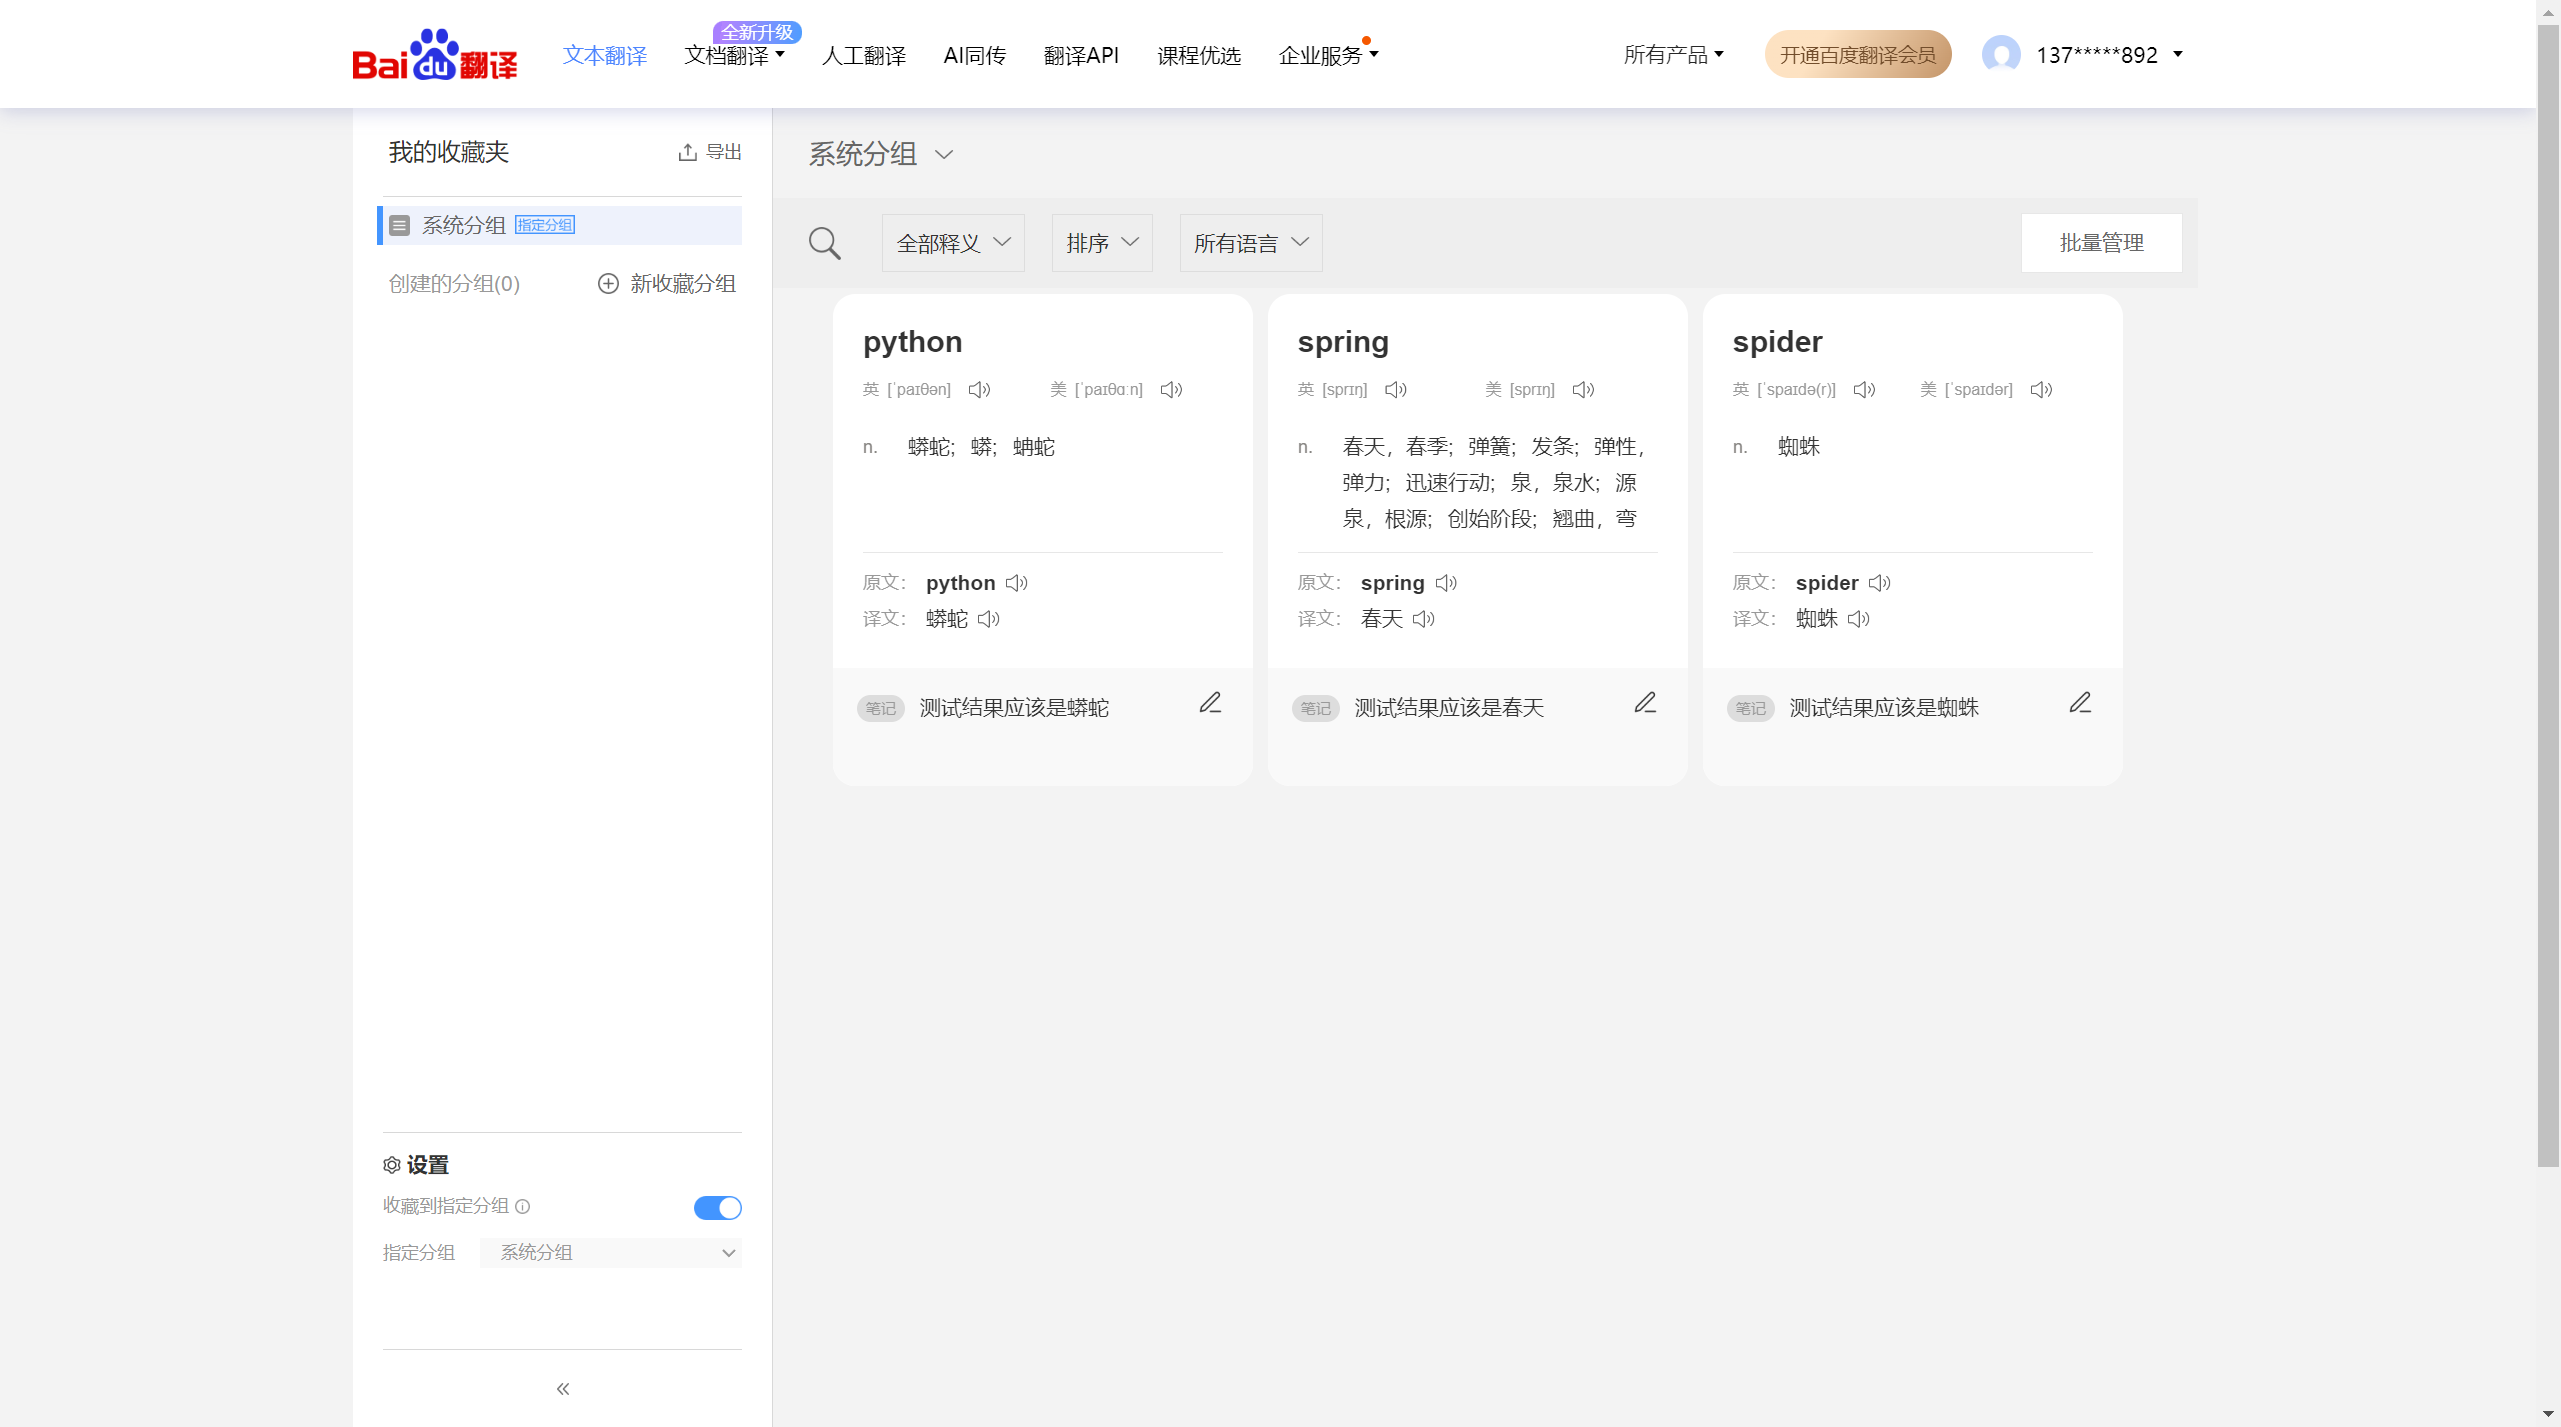 Baidu翻译
文本翻译
文档翻译
全新升级
人工翻译
AI同传
翻译API
课程优选
企业服务
所有产品
开通百度翻译会员
137*****892
我的收藏夹
导出
系统分组 指定分组
创建的分组(0)
新收藏分组
系统分组
全部释义
排序
所有语言
批量管理
python
英 [ˈpaɪθən]
美 [ˈpaɪθɑːn]
n. 蟒蛇；蟒；蚺蛇
原文： python
译文： 蟒蛇
笔记 测试结果应该是蟒蛇
spring
英 [sprɪŋ]
美 [sprɪŋ]
n. 春天，春季；弹簧；发条；弹性，
弹力；迅速行动；泉，泉水；源
泉，根源；创始阶段；翘曲，弯
原文： spring
译文： 春天
笔记 测试结果应该是春天
spider
英 [ˈspaɪdə(r)]
美 [ˈspaɪdər]
n. 蜘蛛
原文： spider
译文： 蜘蛛
笔记 测试结果应该是蜘蛛
设置
收藏到指定分组
指定分组 系统分组